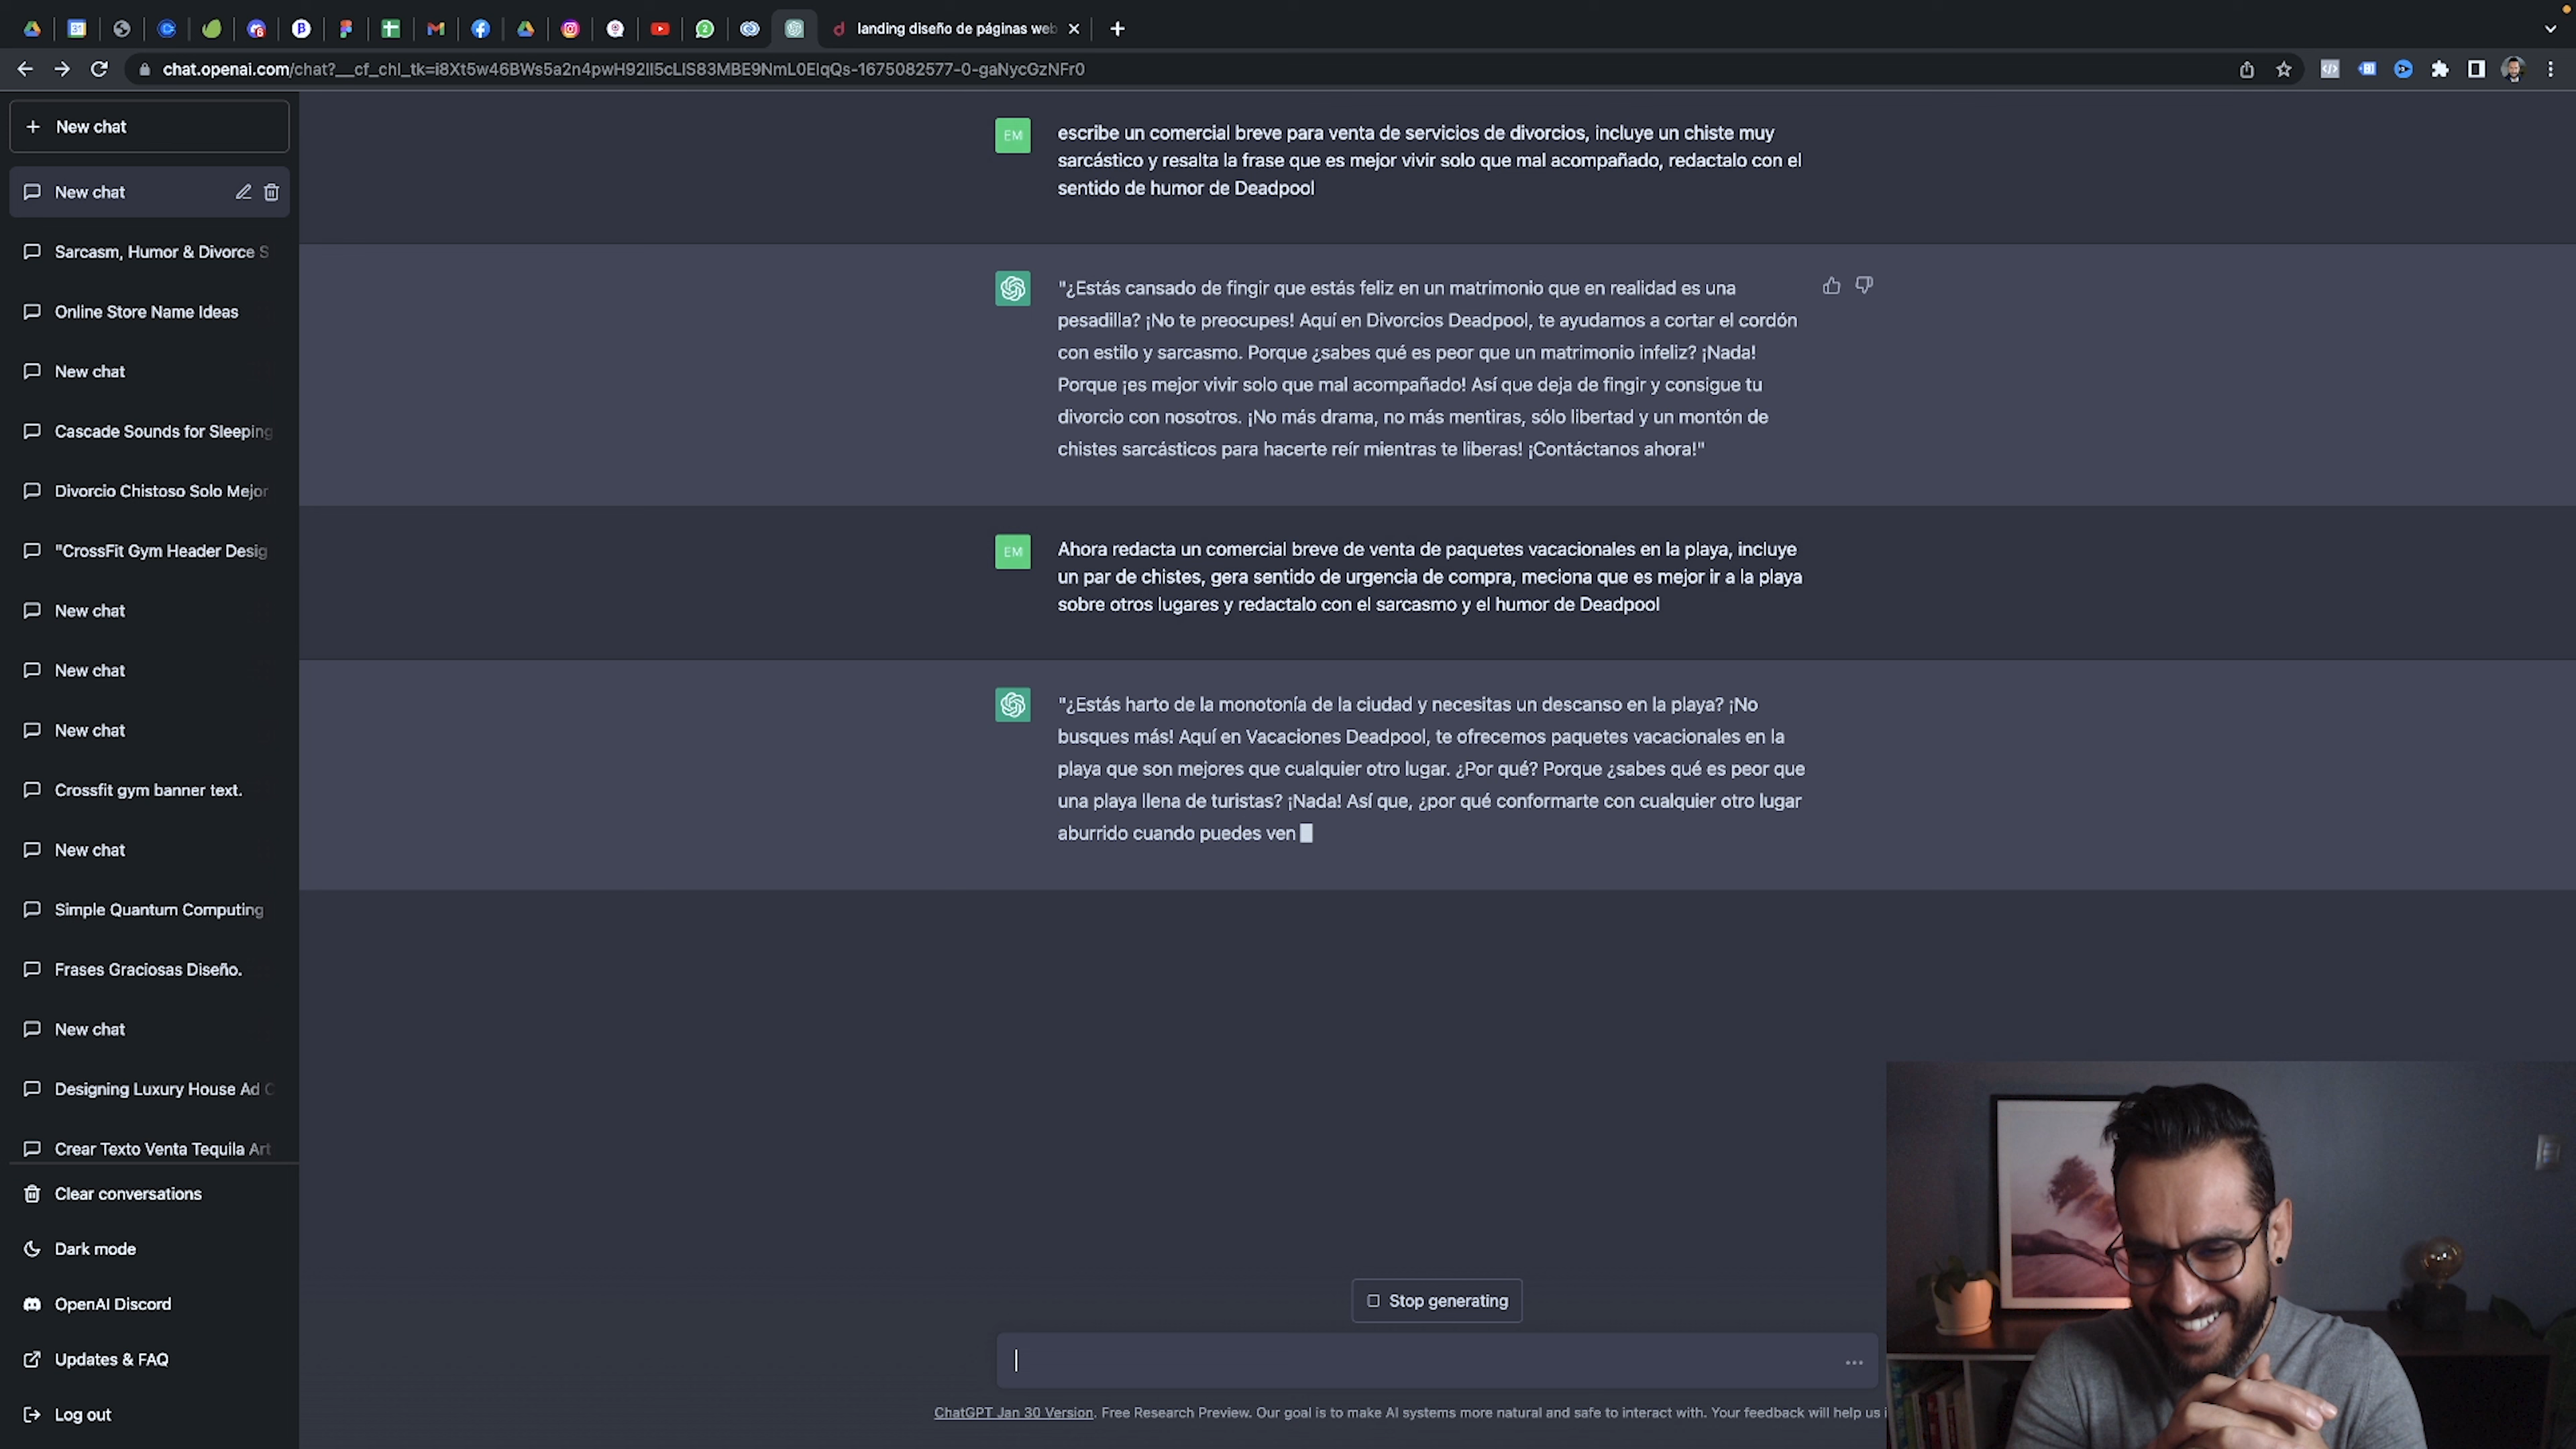 landing diseño de páginas web
chat.openai.com/chat?__cf_chl_tk=i8Xt5w46BWs5a2n4pwH92II5cLIS83MBE9NmL0ElqQs-1675082577-0-gaNycGzNFr0
New chat
New chat
Sarcasm, Humor & Divorce S
Online Store Name Ideas
New chat
Cascade Sounds for Sleeping
Divorcio Chistoso Solo Mejor
"CrossFit Gym Header Desig
New chat
New chat
New chat
Crossfit gym banner text.
New chat
Simple Quantum Computing
Frases Graciosas Diseño.
New chat
Designing Luxury House Ad C
Crear Texto Venta Tequila Art
Clear conversations
Dark mode
OpenAI Discord
Updates & FAQ
Log out
EM
escribe un comercial breve para venta de servicios de divorcios, incluye un chiste muy
sarcástico y resalta la frase que es mejor vivir solo que mal acompañado, redactalo con el
sentido de humor de Deadpool
"¿Estás cansado de fingir que estás feliz en un matrimonio que en realidad es una
pesadilla? ¡No te preocupes! Aquí en Divorcios Deadpool, te ayudamos a cortar el cordón
con estilo y sarcasmo. Porque ¿sabes qué es peor que un matrimonio infeliz? ¡Nada!
Porque ¡es mejor vivir solo que mal acompañado! Así que deja de fingir y consigue tu
divorcio con nosotros. ¡No más drama, no más mentiras, sólo libertad y un montón de
chistes sarcásticos para hacerte reír mientras te liberas! ¡Contáctanos ahora!"
EM
Ahora redacta un comercial breve de venta de paquetes vacacionales en la playa, incluye
un par de chistes, gera sentido de urgencia de compra, meciona que es mejor ir a la playa
sobre otros lugares y redactalo con el sarcasmo y el humor de Deadpool
"¿Estás harto de la monotonía de la ciudad y necesitas un descanso en la playa? ¡No
busques más! Aquí en Vacaciones Deadpool, te ofrecemos paquetes vacacionales en la
playa que son mejores que cualquier otro lugar. ¿Por qué? Porque ¿sabes qué es peor que
una playa llena de turistas? ¡Nada! Así que, ¿por qué conformarte con cualquier otro lugar
aburrido cuando puedes ven
Stop generating
ChatGPT Jan 30 Version. Free Research Preview. Our goal is to make AI systems more natural and safe to interact with. Your feedback will help us i